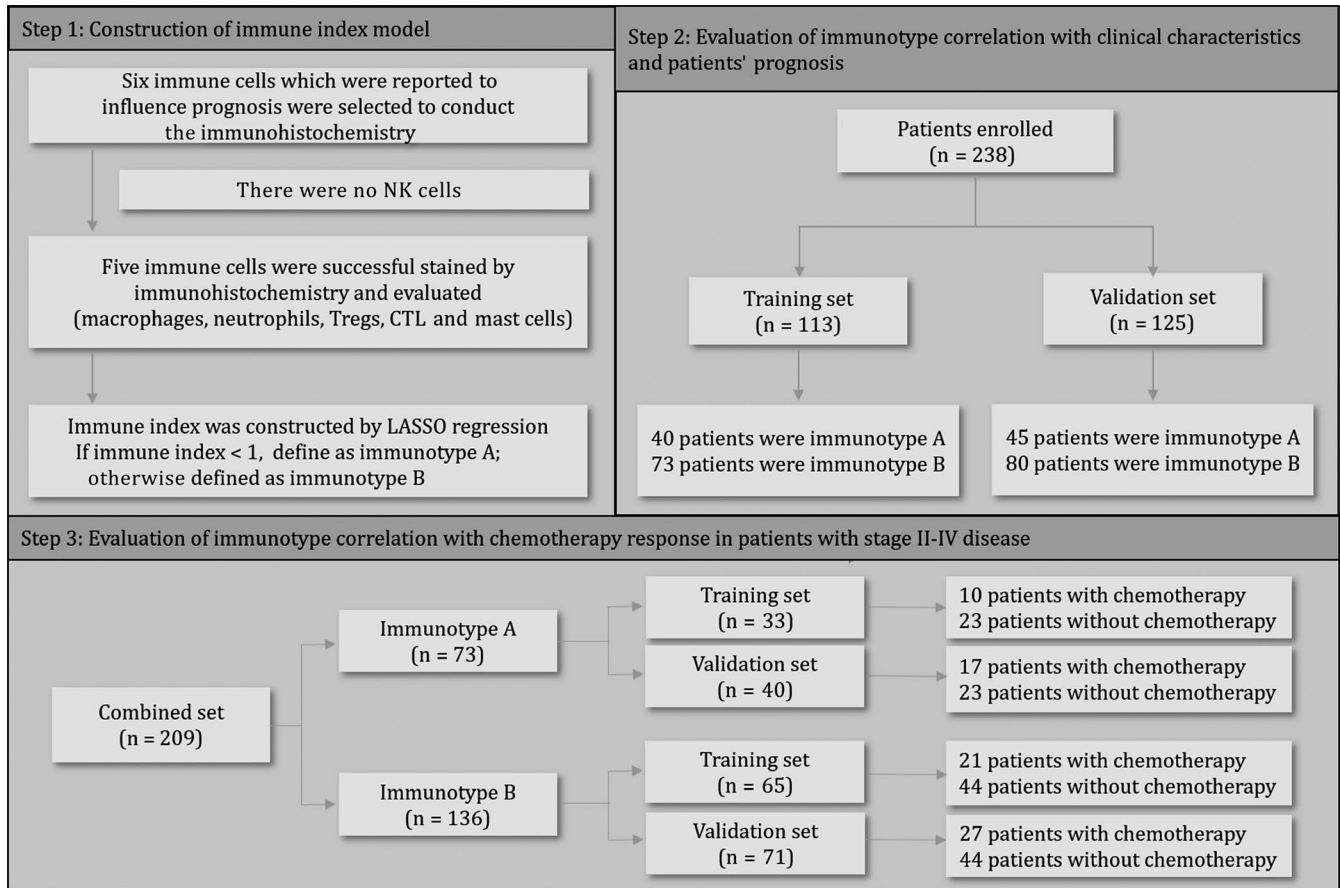 Step 1: Construction of immune index model
Six immune cells which were reported to
influence prognosis were selected to conduct
the immunohistochemistry
There were no NK cells
Five immune cells were successful stained by
immunohistochemistry and evaluated
(macrophages, neutrophils, Tregs, CTL and mast cells)
Immune index was constructed by LASSO regression
If immune index < 1, define as immunotype A;
otherwise defined as immunotype B
Step 2: Evaluation of immunotype correlation with clinical characteristics
and patients' prognosis
Patients enrolled
(n = 238)
Training set
(n = 113)
Validation set
(n = 125)
40 patients were immunotype A
73 patients were immunotype B
45 patients were immunotype A
80 patients were immunotype B
Step 3: Evaluation of immunotype correlation with chemotherapy response in patients with stage II-IV disease
Combined set
(n = 209)
Immunotype A
(n = 73)
Training set
(n = 33)
10 patients with chemotherapy
23 patients without chemotherapy
Validation set
(n = 40)
17 patients with chemotherapy
23 patients without chemotherapy
Immunotype B
(n = 136)
Training set
(n = 65)
21 patients with chemotherapy
44 patients without chemotherapy
Validation set
(n = 71)
27 patients with chemotherapy
44 patients without chemotherapy